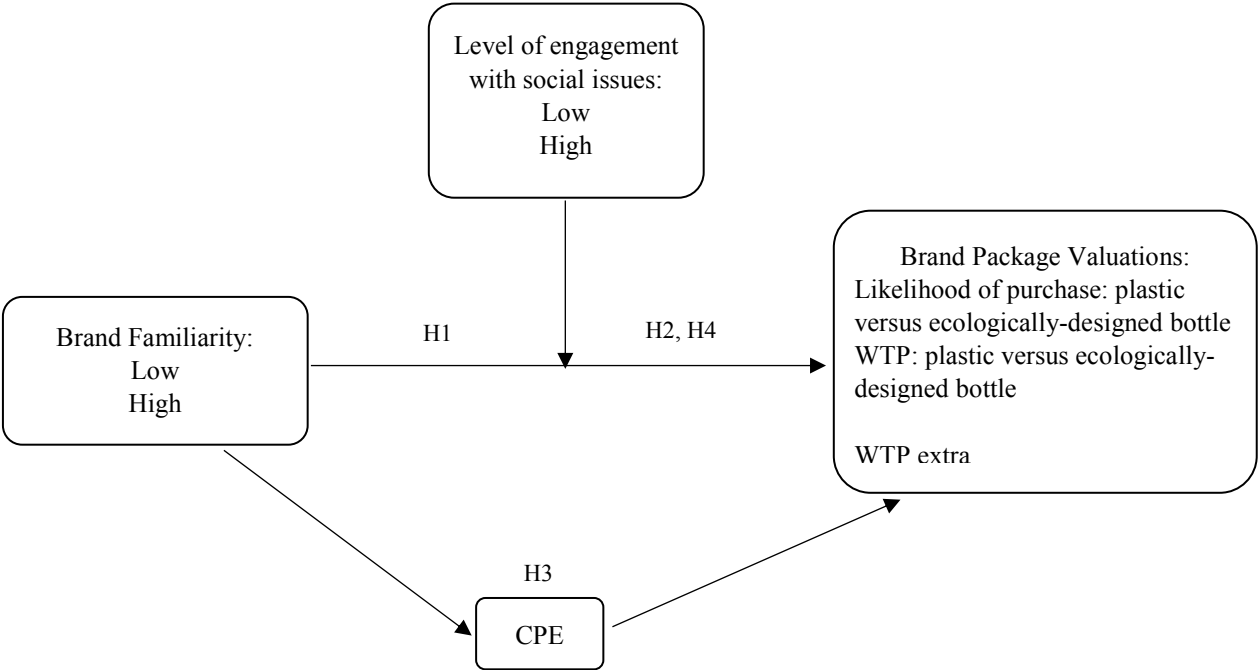 Level of engagement
with social issues:
Low
High
Brand Package Valuations:
Likelihood of purchase: plastic
versus ecologically-designed bottle
WTP: plastic versus ecologically-
designed bottle
WTP extra
Brand Familiarity:
Low
High
H1
H2, H4
H3
CPE